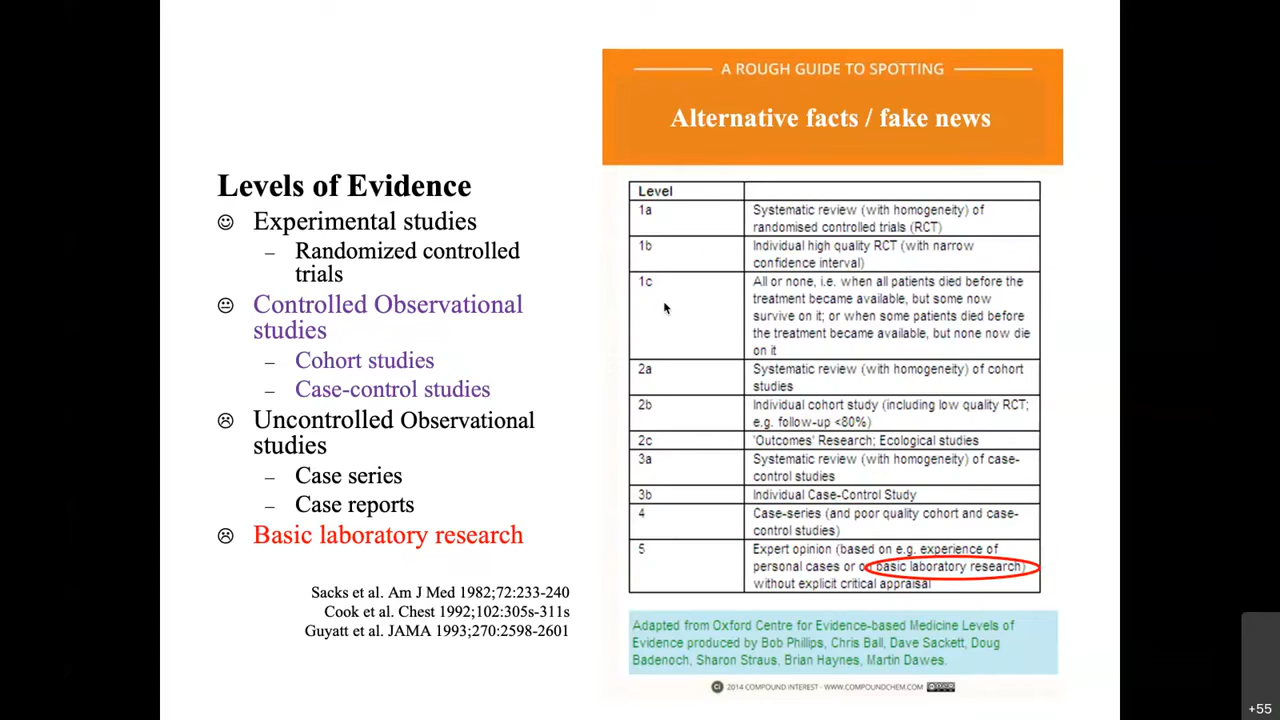 Levels of Evidence
Experimental studies
– Randomized controlled
trials
Controlled Observational
studies
– Cohort studies
– Case-control studies
Uncontrolled Observational
studies
– Case series
– Case reports
Basic laboratory research
Sacks et al. Am J Med 1982;72:233-240
Cook et al. Chest 1992;102:305s-311s
Guyatt et al. JAMA 1993;270:2598-2601
A ROUGH GUIDE TO SPOTTING
Alternative facts / fake news
Level
1a Systematic review (with homogeneity) of
randomised controlled trials (RCT)
1b Individual high quality RCT (with narrow
confidence interval)
1c All or none, i.e. when all patients died before the
treatment became available, but some now
survive on it; or when some patients died before
the treatment became available, but none now die
on it
2a Systematic review (with homogeneity) of cohort
studies
2b Individual cohort study (including low quality RCT;
e.g. follow-up <80%)
2c 'Outcomes' Research; Ecological studies
3a Systematic review (with homogeneity) of case-
control studies
3b Individual Case-Control Study
4 Case-series (and poor quality cohort and case-
control studies)
5 Expert opinion (based on e.g. experience of
personal cases or on basic laboratory research)
without explicit critical appraisal
Adapted from Oxford Centre for Evidence-based Medicine Levels of
Evidence produced by Bob Phillips, Chris Ball, Dave Sackett, Doug
Badenoch, Sharon Straus, Brian Haynes, Martin Dawes.
Ci 2014 COMPOUND INTEREST - WWW.COMPOUNDCHEM.COM
+55